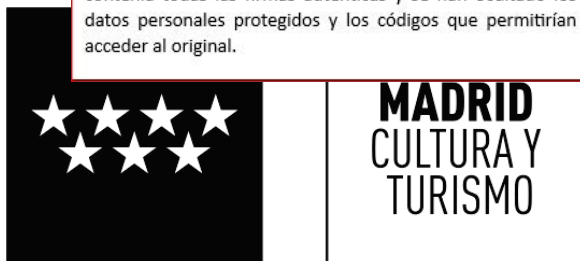 contenía todas las firmas auténticas y se han ocultado los
datos personales protegidos y los códigos que permitirían
acceder al original.
MADRID
CULTURA Y
TURISMO